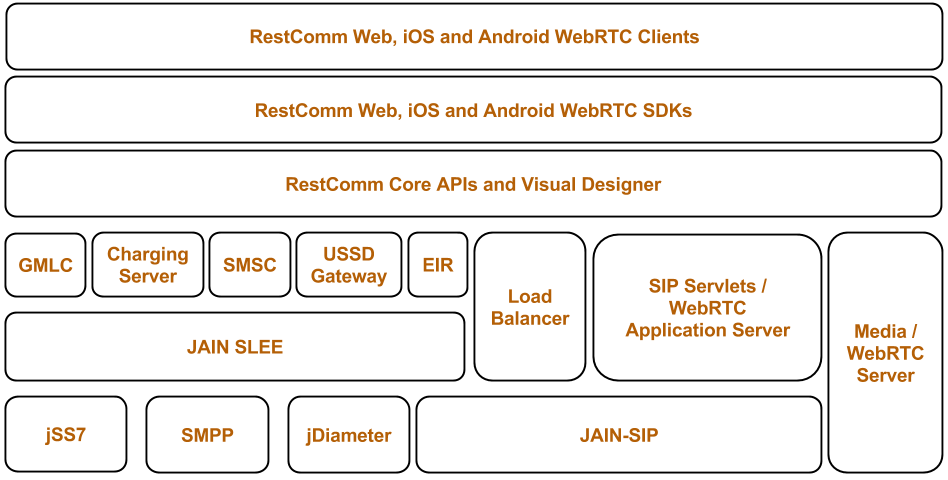 RestComm Web, iOS and Android WebRTC Clients
RestComm Web, iOS and Android WebRTC SDKs
RestComm Core APIs and Visual Designer
GMLC
Charging
Server
SMSC
USSD
Gateway
EIR
Load
Balancer
SIP Servlets /
WebRTC
Application Server
Media /
WebRTC
Server
JAIN SLEE
jSS7
SMPP
jDiameter
JAIN-SIP